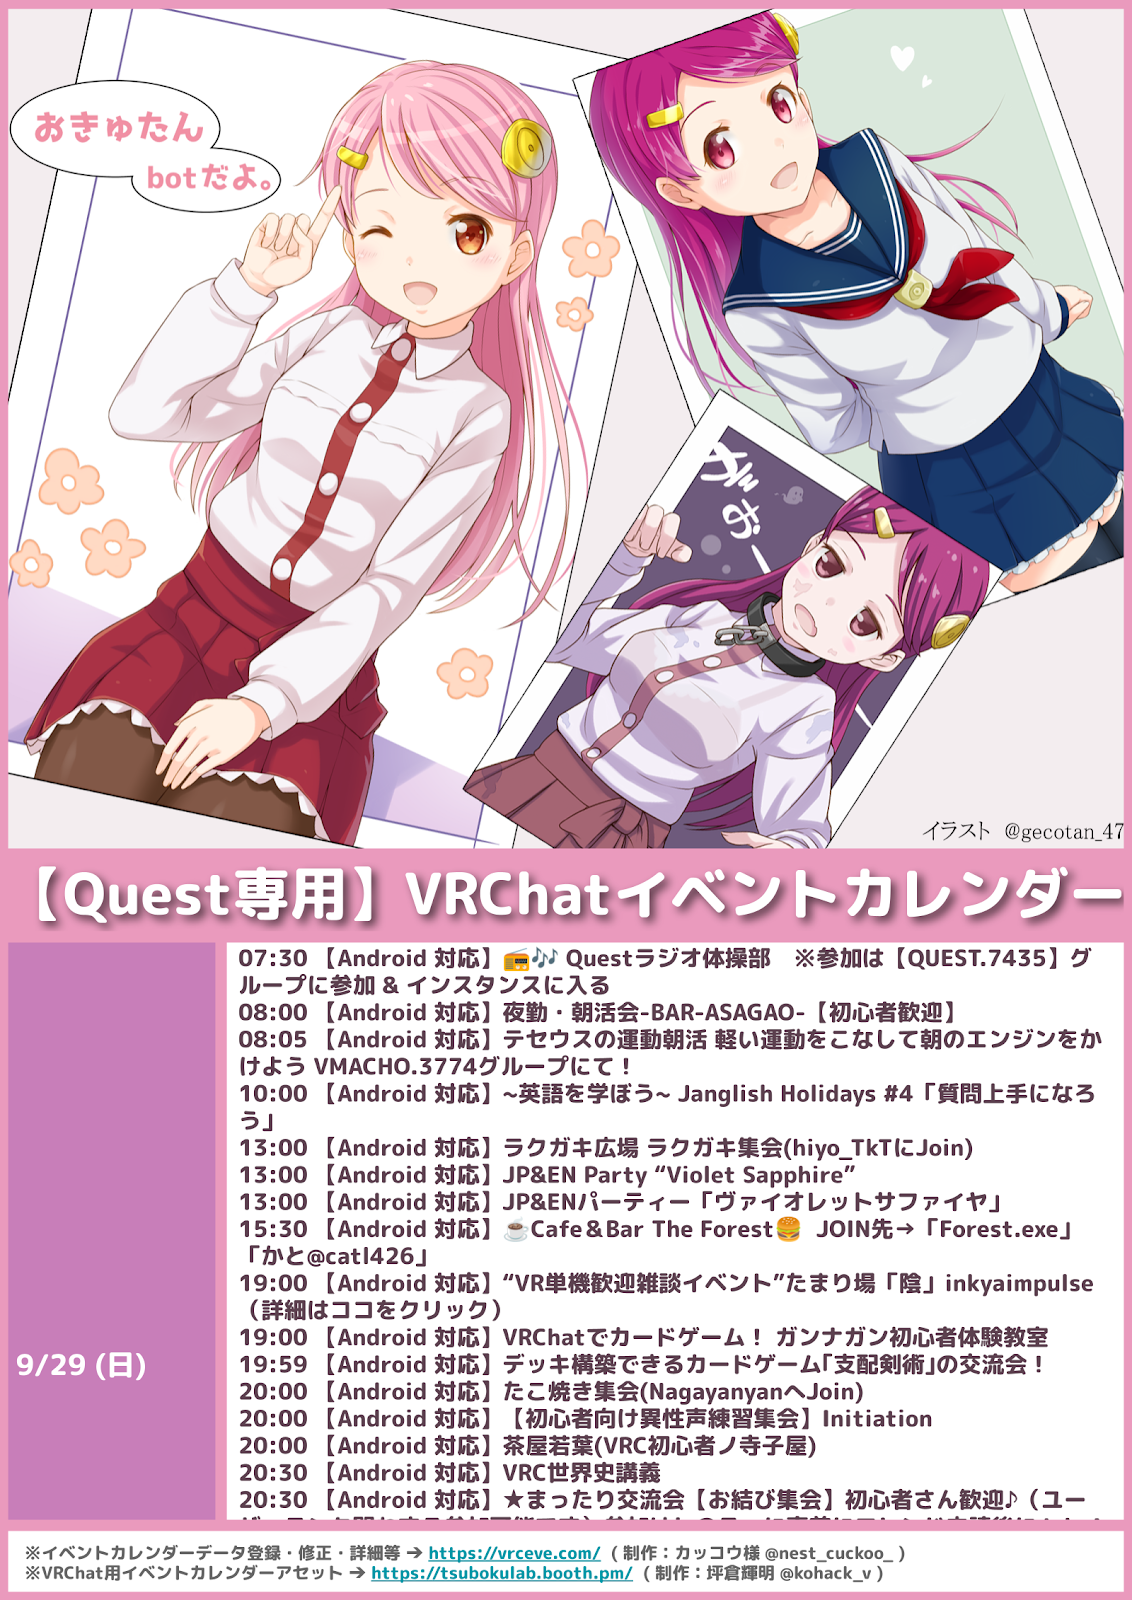 おきゅたん
botだよ。
がおー
イラスト @gecotan_47
【Quest専用】VRChatイベントカレンダー
9/29 (日)
07:30 【Android 対応】📻🎶 Questラジオ体操部　※参加は【QUEST.7435】グ
ループに参加 & インスタンスに入る
08:00 【Android 対応】夜勤・朝活会-BAR-ASAGAO-【初心者歓迎】
08:05 【Android 対応】テセウスの運動朝活 軽い運動をこなして朝のエンジンをか
けよう VMACHO.3774グループにて！
10:00 【Android 対応】~英語を学ぼう~ Janglish Holidays #4「質問上手になろ
う」
13:00 【Android 対応】ラクガキ広場 ラクガキ集会(hiyo_TkTにJoin)
13:00 【Android 対応】JP&EN Party “Violet Sapphire”
13:00 【Android 対応】JP&ENパーティー「ヴァイオレットサファイヤ」
15:30 【Android 対応】☕Cafe＆Bar The Forest🍔 JOIN先→「Forest.exe」
「かと@catl426」
19:00 【Android 対応】“VR単機歓迎雑談イベント”たまり場「陰」inkyaimpulse
（詳細はココをクリック）
19:00 【Android 対応】VRChatでカードゲーム！ ガンナガン初心者体験教室
19:59 【Android 対応】デッキ構築できるカードゲーム｢支配剣術｣の交流会！
20:00 【Android 対応】たこ焼き集会(NagayanyanへJoin)
20:00 【Android 対応】【初心者向け異性声練習集会】Initiation
20:00 【Android 対応】茶屋若葉(VRC初心者ノ寺子屋)
20:30 【Android 対応】VRC世界史講義
20:30 【Android 対応】★まったり交流会【お結び集会】初心者さん歓迎♪（ユー
※イベントカレンダーデータ登録・修正・詳細等 → https://vrceve.com/ （ 制作：カッコウ様 @nest_cuckoo_ ）
※VRChat用イベントカレンダーアセット → https://tsubokulab.booth.pm/ （ 制作：坪倉輝明 @kohack_v ）